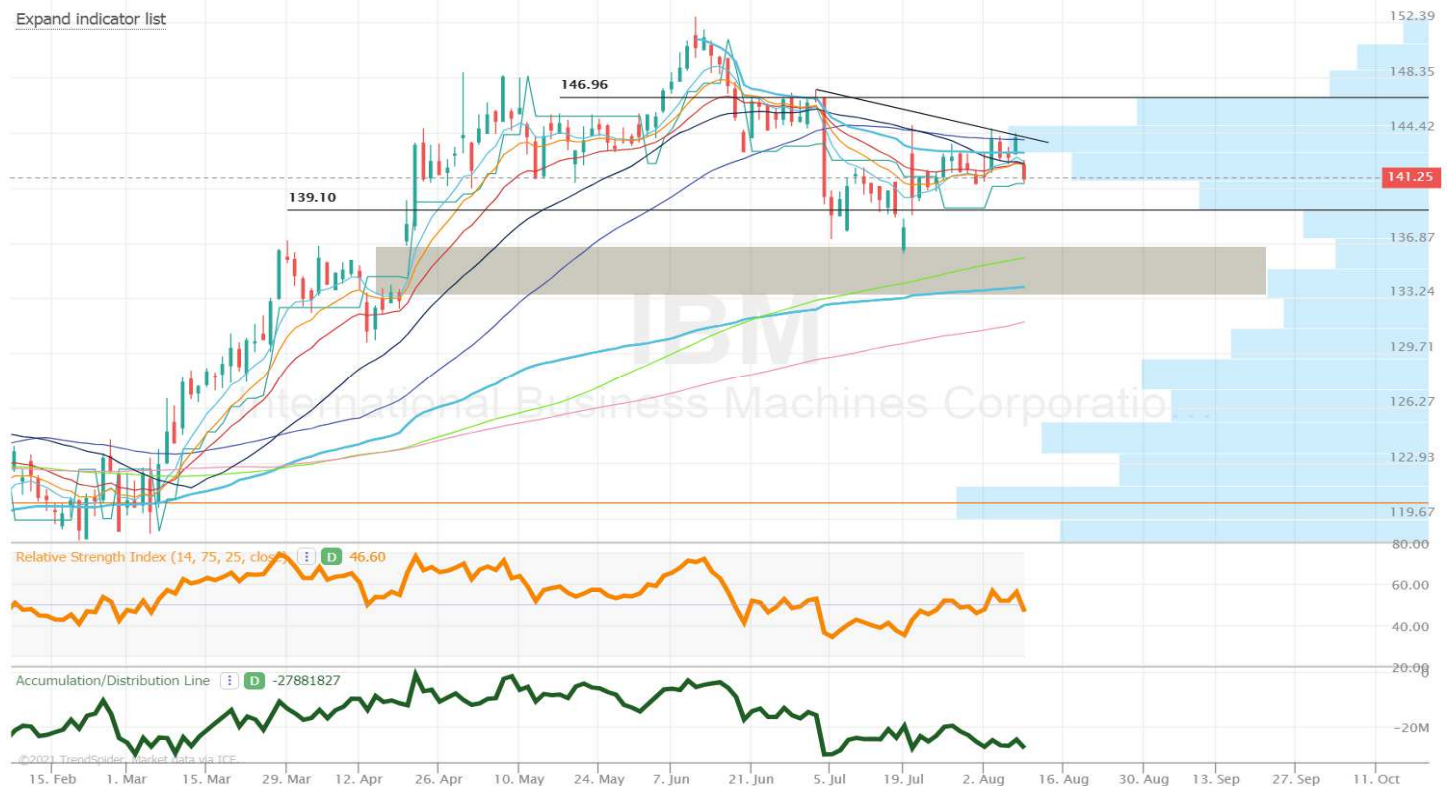 Expand indicator list
152.39
148.35
146.96
144.42
141.25
139.10
136.87
133.24
IBM
129.71
International Business Machines Corporatio...
126.27
122.93
119.67
Relative Strength Index (14, 75, 25, close) D 46.60
80.00
60.00
40.00
20.00
Accumulation/Distribution Line D -27881827
0
-20M
©2021 TrendSpider, Market data via ICE.
15. Feb 1. Mar 15. Mar 29. Mar 12. Apr 26. Apr 10. May 24. May 7. Jun 21. Jun 5. Jul 19. Jul 2. Aug 16. Aug 30. Aug 13. Sep 27. Sep 11. Oct